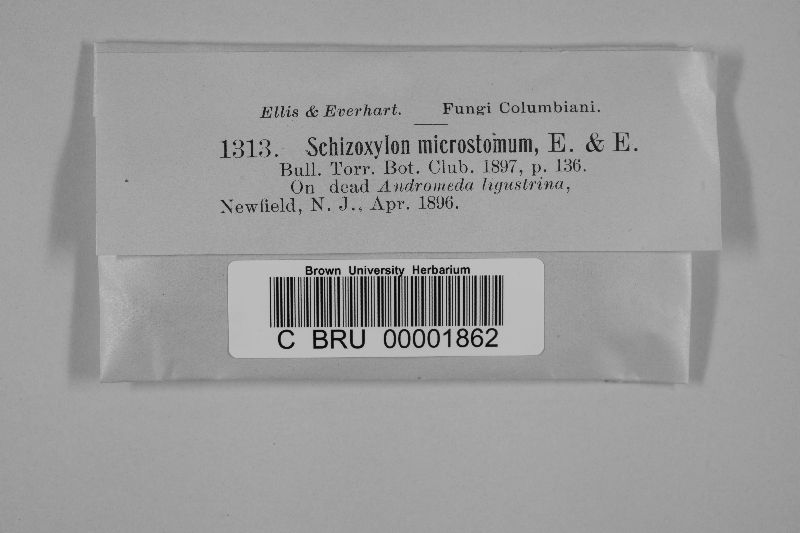 Ellis & Everhart. Fungi Columbiani.
1313. Schizoxylon microstomum, E. & E.
Bull. Torr. Bot. Club. 1897, p. 136.
On dead Andromeda ligustrina,
Newfield, N. J., Apr. 1896.
Brown University Herbarium
C BRU 00001862